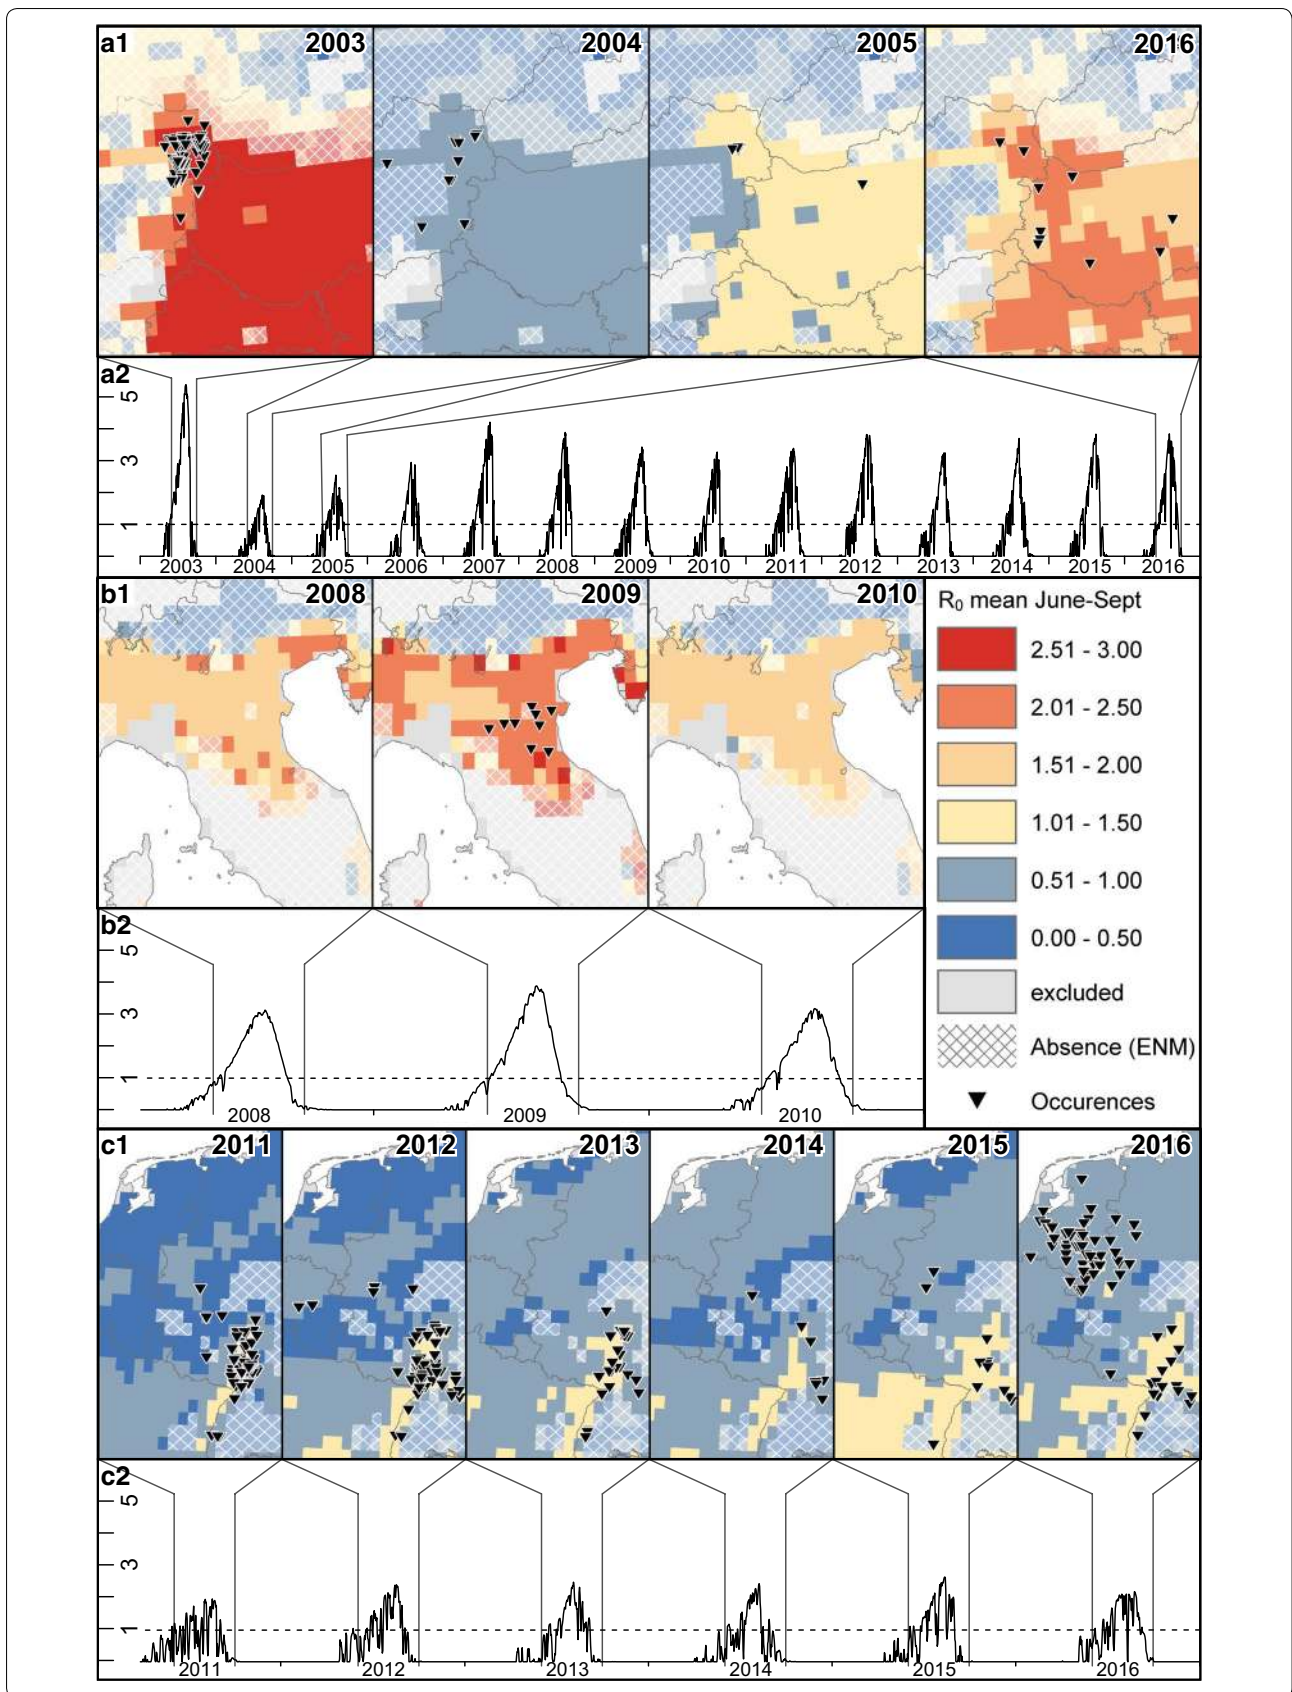 a1 2003 2004 2005 2016
a2
5
3
1
2003 2004 2005 2006 2007 2008 2009 2010 2011 2012 2013 2014 2015 2016
b1 2008 2009 2010
R0 mean June-Sept
2.51 - 3.00
2.01 - 2.50
1.51 - 2.00
1.01 - 1.50
0.51 - 1.00
0.00 - 0.50
excluded
Absence (ENM)
Occurences
b2
5
3
1
2008 2009 2010
c1 2011 2012 2013 2014 2015 2016
c2
5
3
1
2011 2012 2013 2014 2015 2016